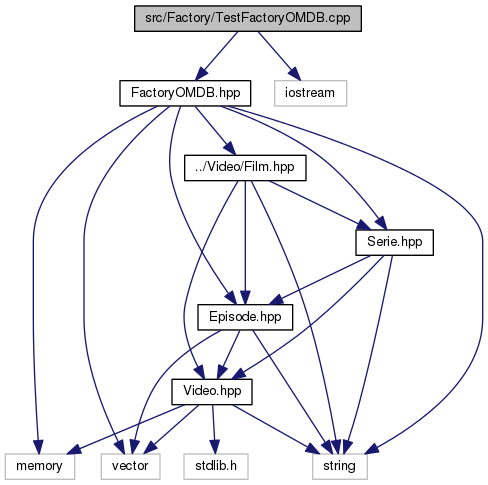 src/Factory/TestFactoryOMDB.cpp
FactoryOMDB.hpp
iostream
../Video/Film.hpp
Serie.hpp
Episode.hpp
Video.hpp
memory
vector
stdlib.h
string